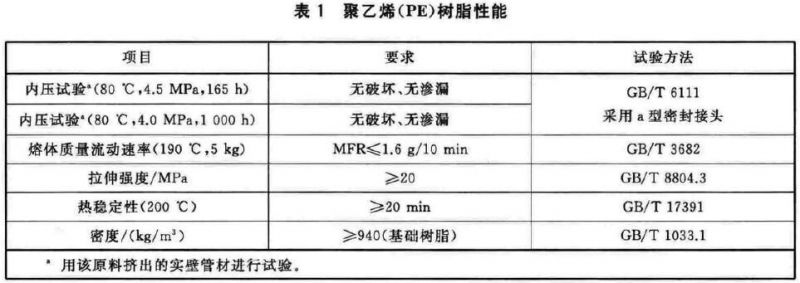 表 1 聚乙烯(PE)树脂性能
项目 要求 试验方法
内压试验ᵃ(80 ℃,4.5 MPa,165 h) 无破坏、无渗漏 GB/T 6111
采用 a 型密封接头
内压试验ᵃ(80 ℃,4.0 MPa,1 000 h) 无破坏、无渗漏
熔体质量流动速率(190 ℃,5 kg) MFR≤1.6 g/10 min GB/T 3682
拉伸强度/MPa ≥20 GB/T 8804.3
热稳定性(200 ℃) ≥20 min GB/T 17391
密度/(kg/m³) ≥940(基础树脂) GB/T 1033.1
ᵃ 用该原料挤出的实壁管材进行试验。